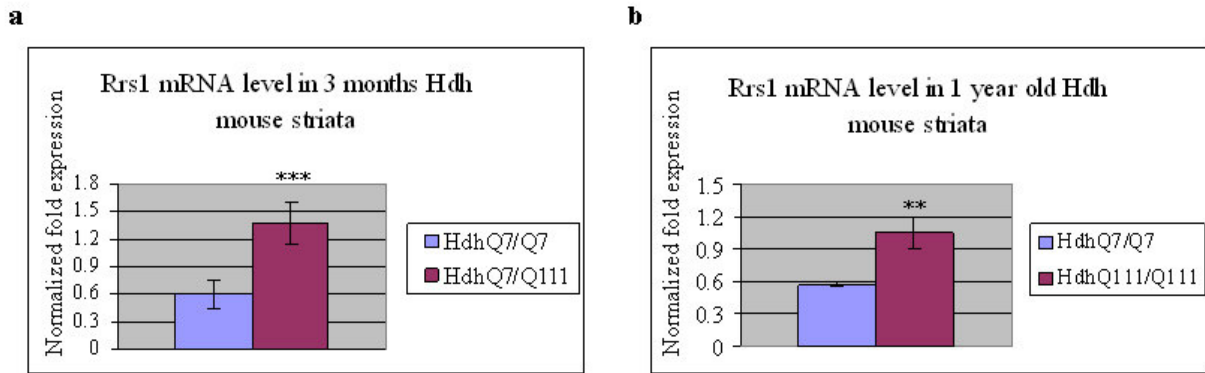 a
Rrs1 mRNA level in 3 months Hdh
mouse striata
Normalized fold expression
1.8
1.5
1.2
0.9
0.6
0.3
0
***
HdhQ7/Q7
HdhQ7/Q111
b
Rrs1 mRNA level in 1 year old Hdh
mouse striata
Normalized fold expression
1.5
1.2
0.9
0.6
0.3
0
**
HdhQ7/Q7
HdhQ111/Q111